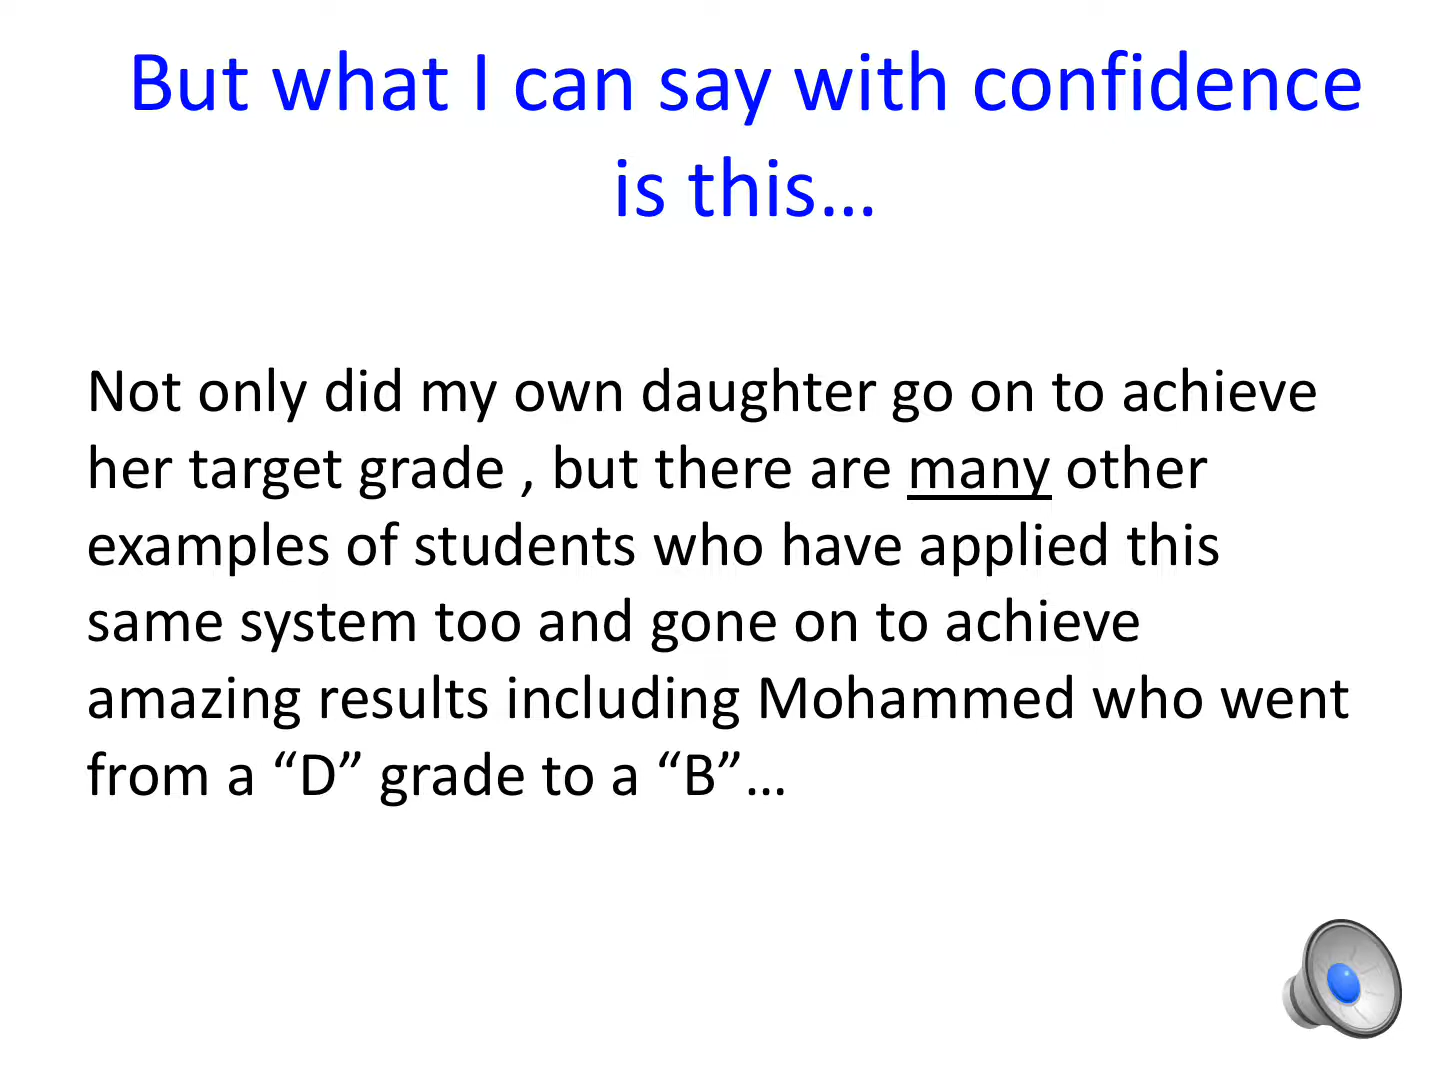 But what I can say with confidence
is this…
Not only did my own daughter go on to achieve
her target grade , but there are many other
examples of students who have applied this
same system too and gone on to achieve
amazing results including Mohammed who went
from a “D” grade to a “B”…